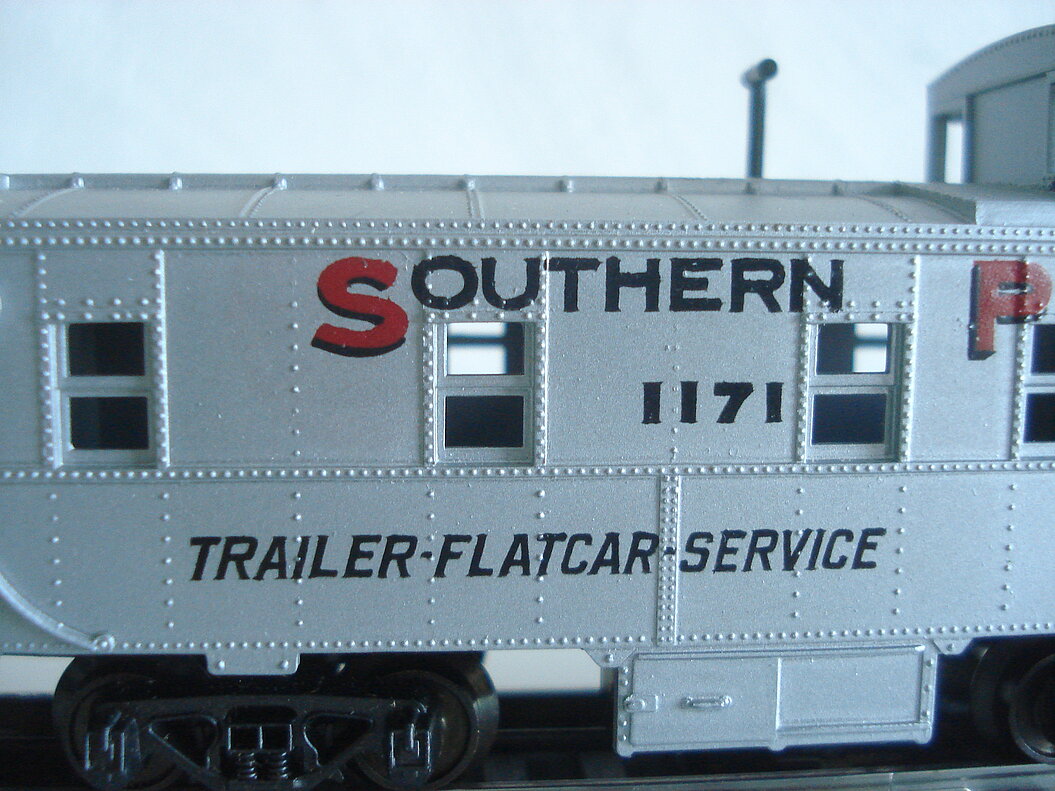 SOUTHERN P
1171
TRAILER-FLATCAR-SERVICE